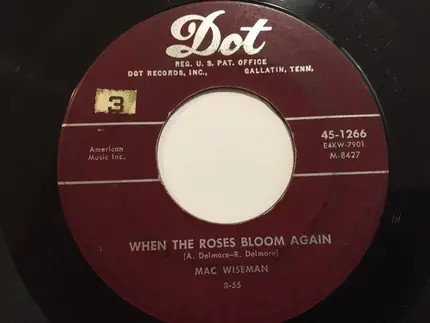 Dot
REG. U. S. PAT. OFFICE
DOT RECORDS, INC., GALLATIN, TENN.
3
45-1266
E4KW-7901
M-8427
American
Music Inc.
WHEN THE ROSES BLOOM AGAIN
(A. Delmore-R. Delmore)
MAC WISEMAN
3-55